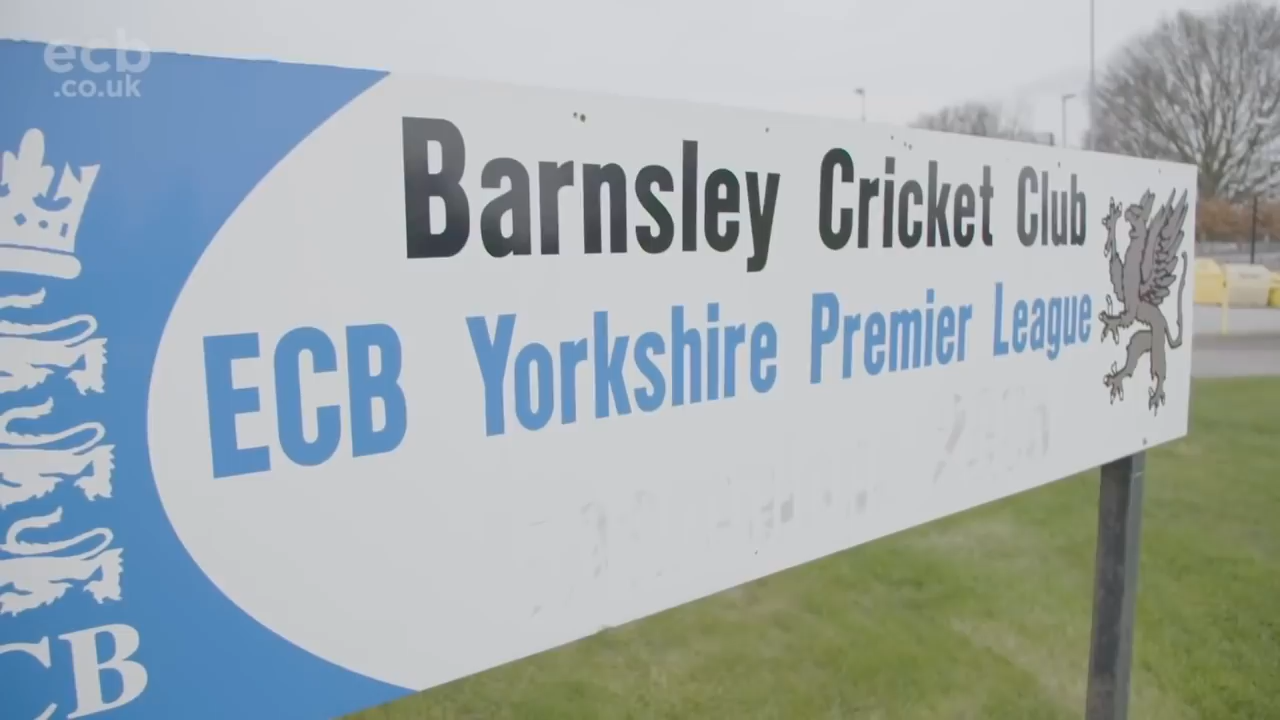 ecb
.co.uk
Barnsley Cricket Club
ECB Yorkshire Premier League
CB